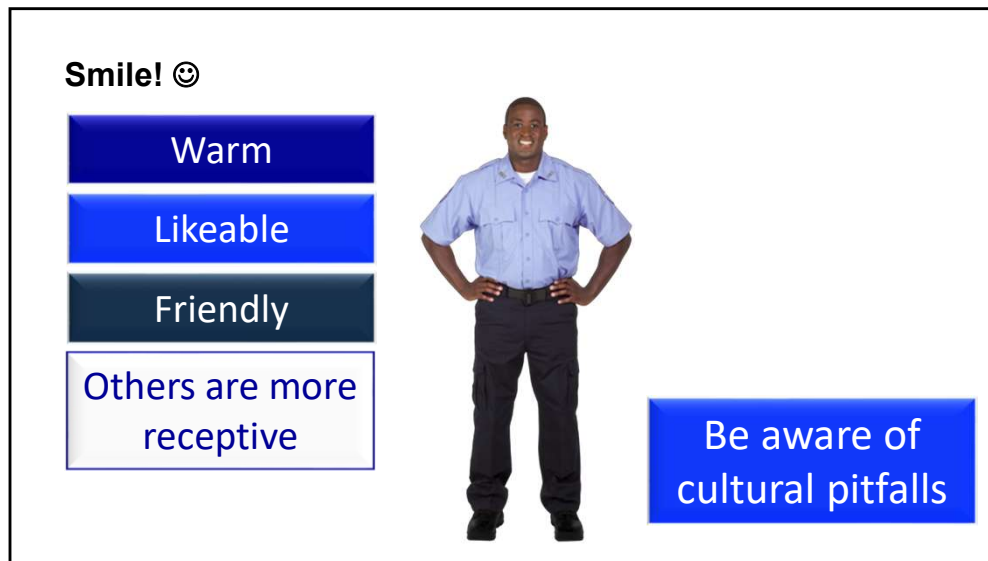 Smile! ☺
Warm
Likeable
Friendly
Others are more
receptive
Be aware of
cultural pitfalls